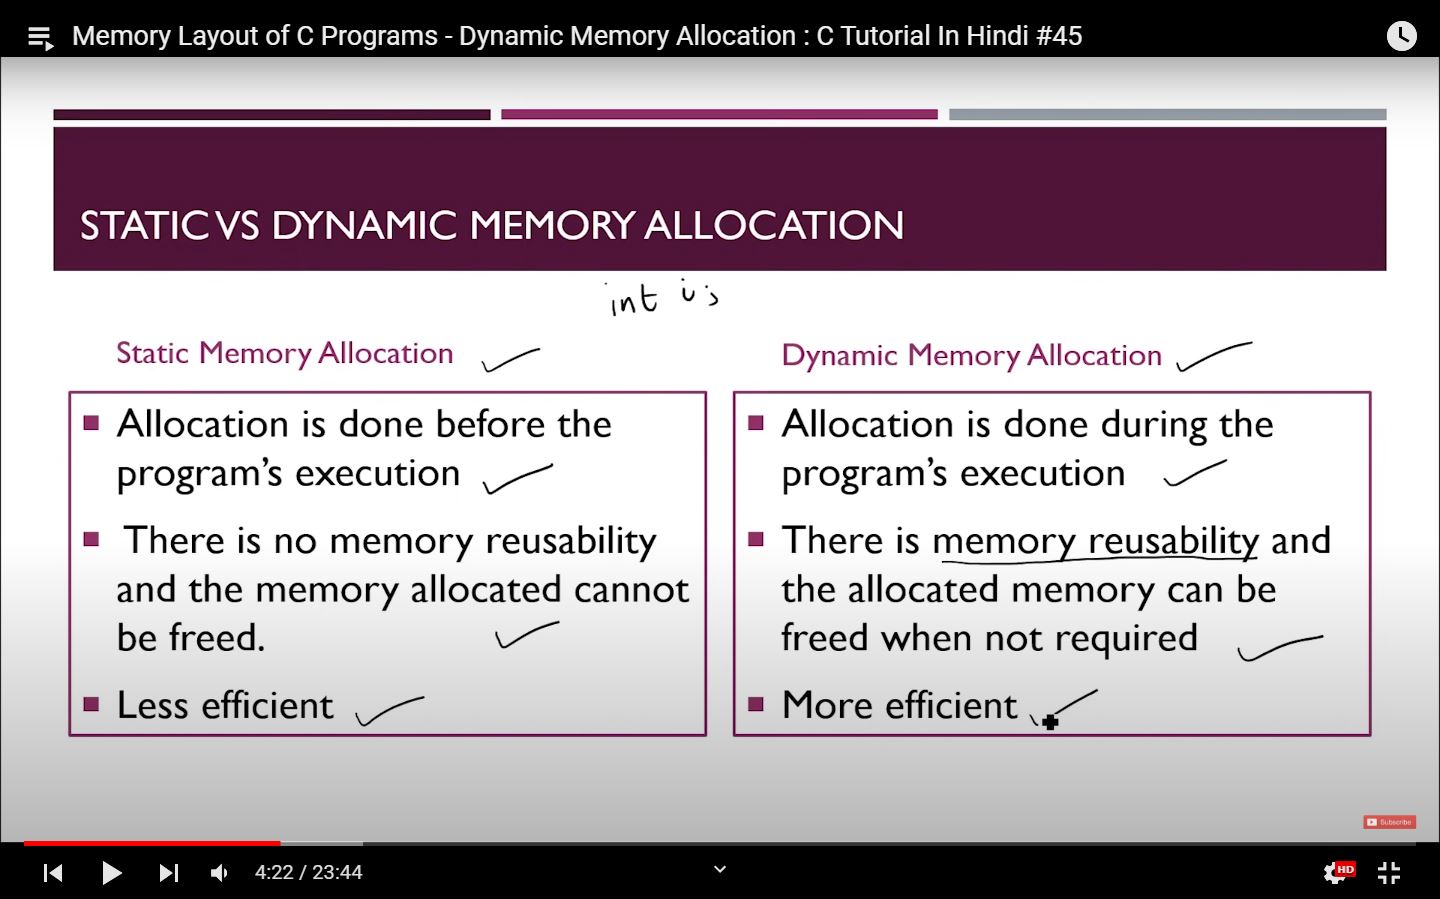 Memory Layout of C Programs - Dynamic Memory Allocation : C Tutorial In Hindi #45
STATIC VS DYNAMIC MEMORY ALLOCATION
int i;
Static Memory Allocation
Allocation is done before the
program's execution
There is no memory reusability
and the memory allocated cannot
be freed.
Less efficient
Dynamic Memory Allocation
Allocation is done during the
program's execution
There is memory reusability and
the allocated memory can be
freed when not required
More efficient
Subscribe
4:22 / 23:44
HD